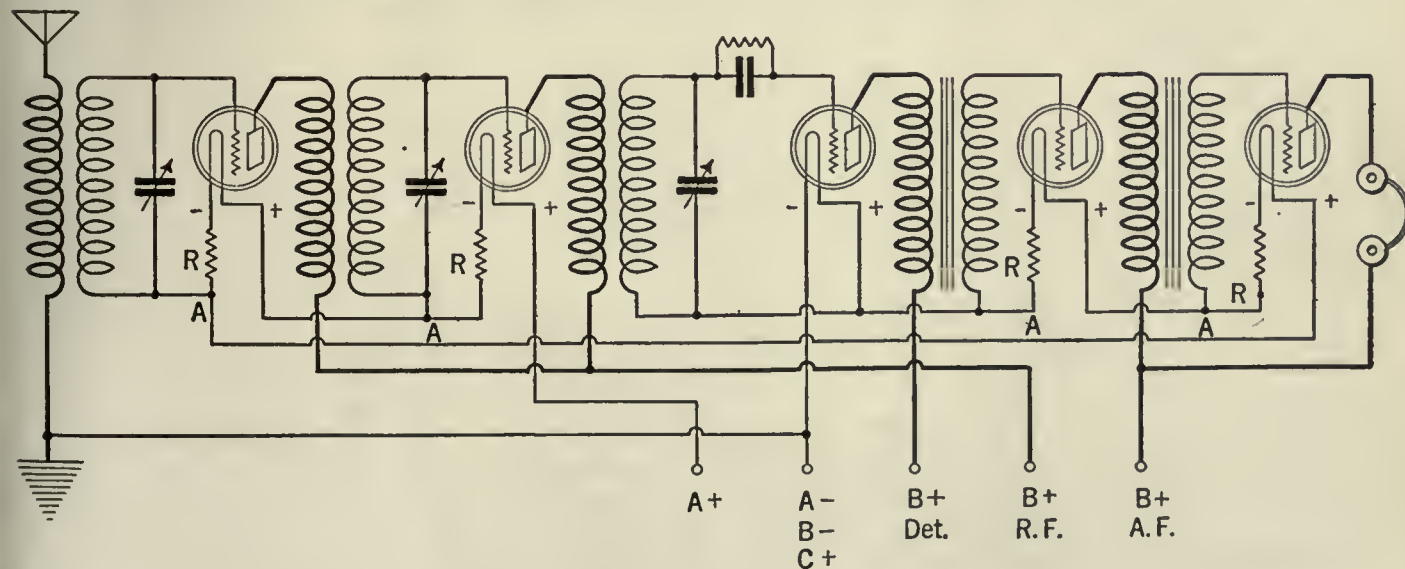 - + - + - + - + - +
R R R R
A A A A
A+ A- B+ B+ B+
B- Det. R.F. A.F.
C+